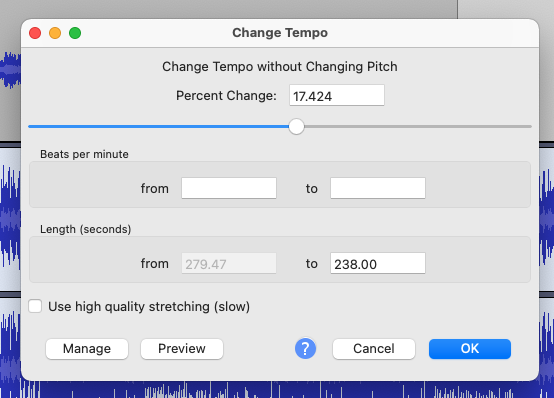 Change Tempo
Change Tempo without Changing Pitch
Percent Change: 17.424
Beats per minute
from to
Length (seconds)
from 279.47 to 238.00
Use high quality stretching (slow)
Manage Preview ? Cancel OK